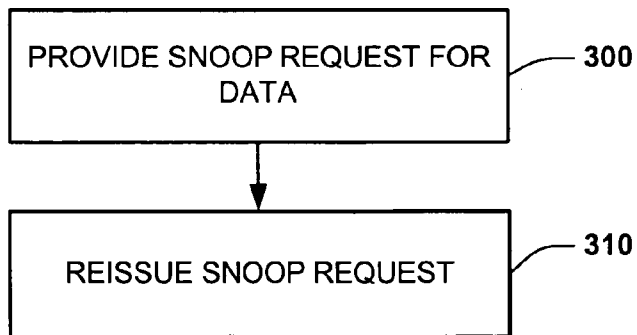 PROVIDE SNOOP REQUEST FOR
DATA
300
REISSUE SNOOP REQUEST
310